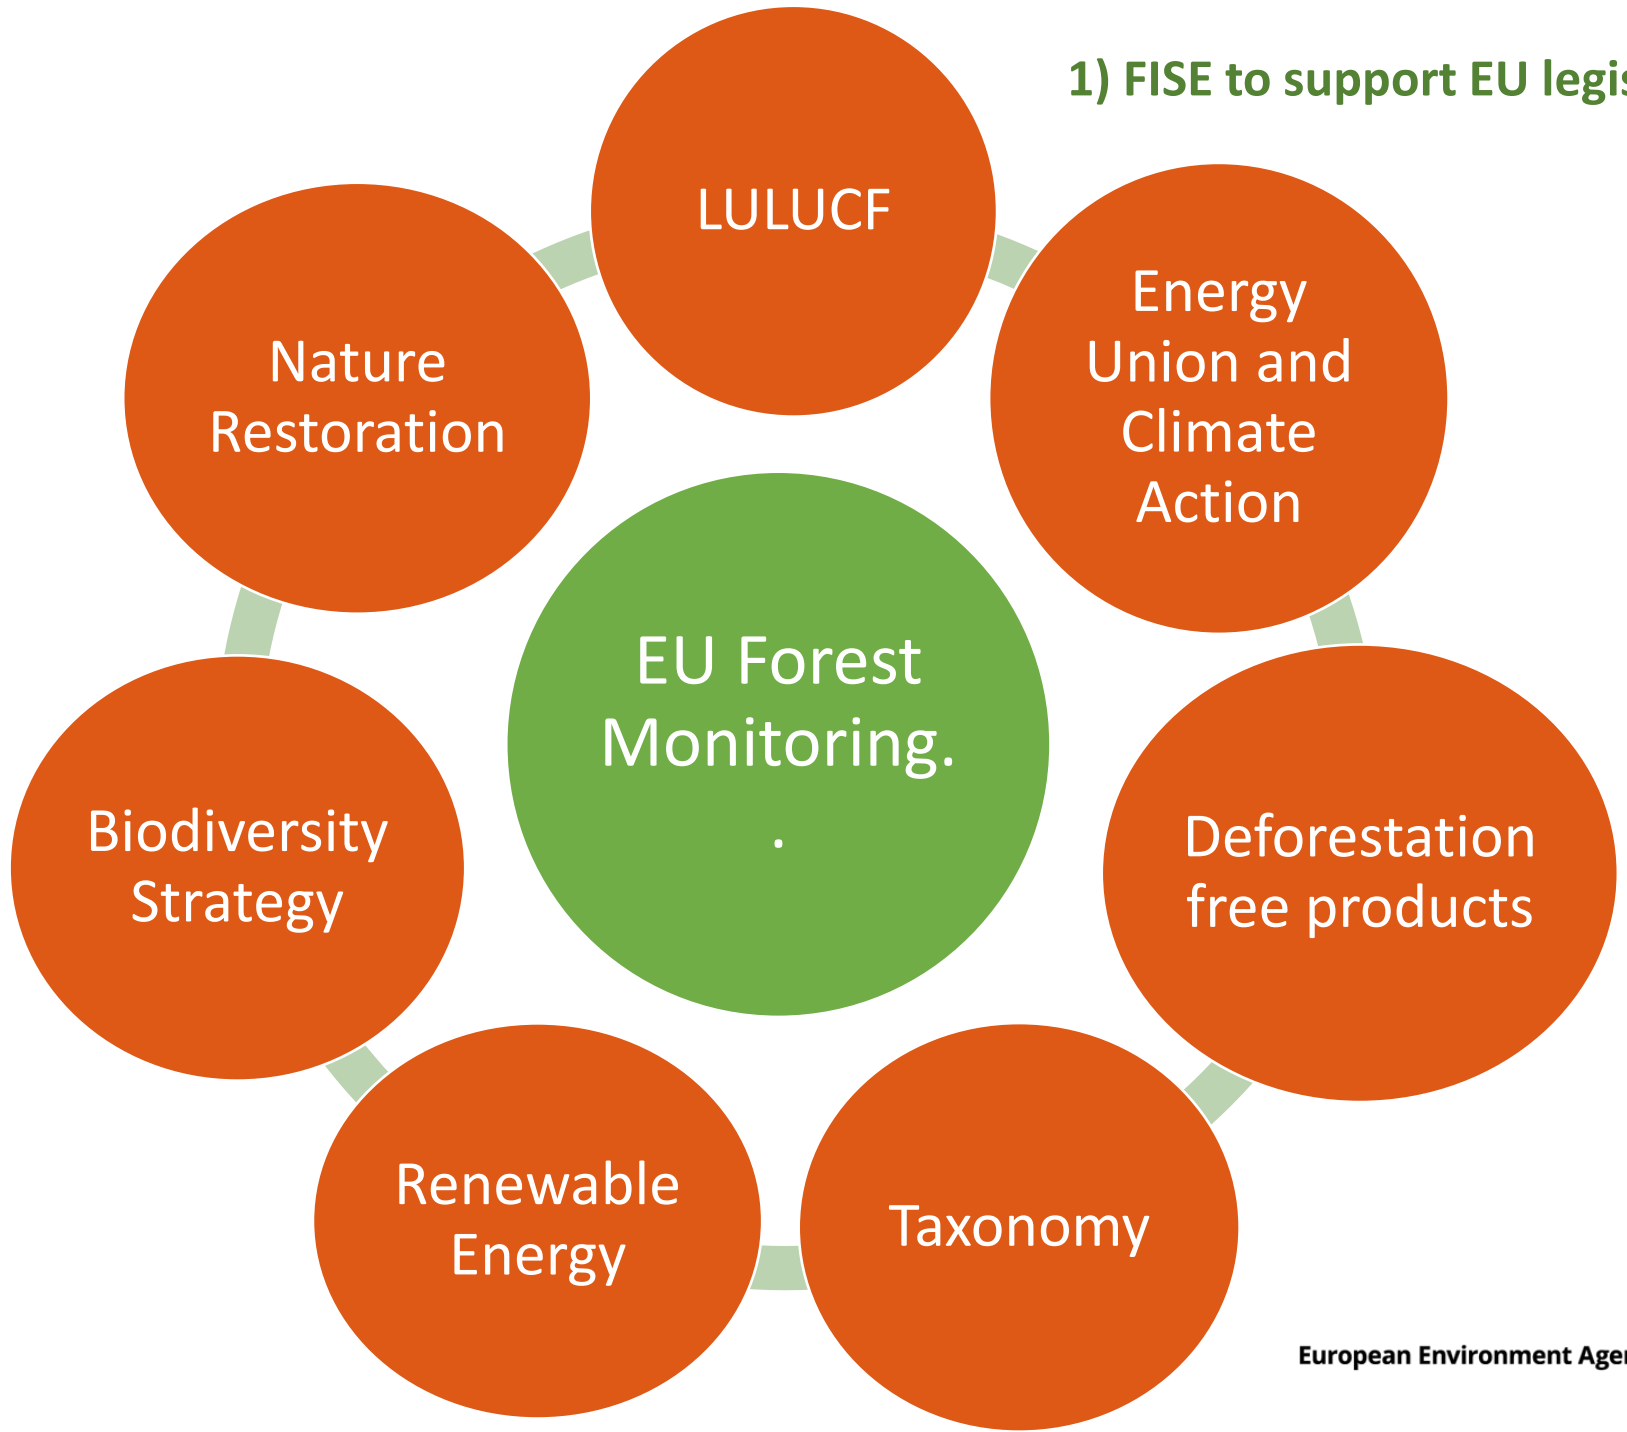 1) FISE to support EU legis
LULUCF
Energy
Union and
Climate
Action
Nature
Restoration
EU Forest
Monitoring.
.
Biodiversity
Strategy
Deforestation
free products
Renewable
Energy
Taxonomy
European Environment Agen